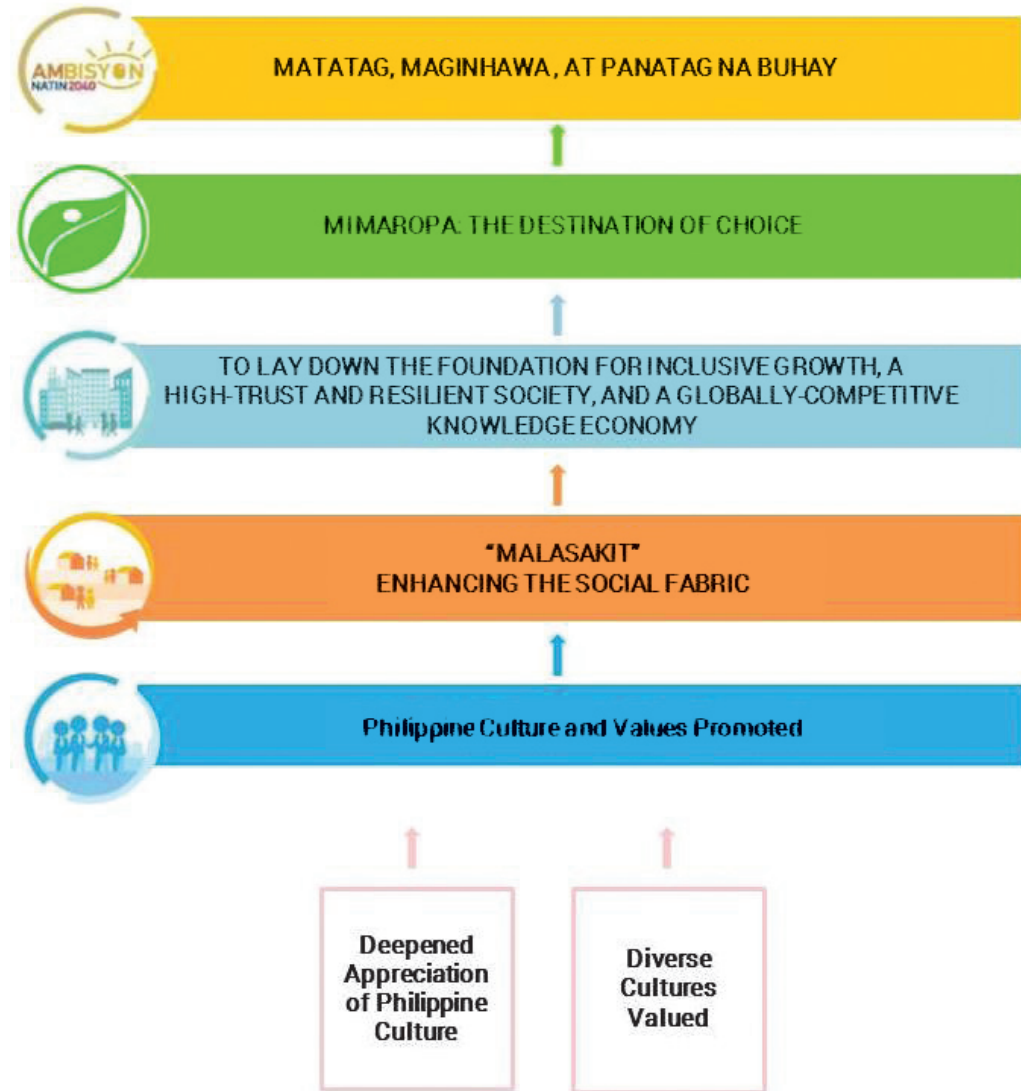 AMBISYON
NATIN2040
MATATAG, MAGINHAWA, AT PANATAG NA BUHAY
MIMAROPA: THE DESTINATION OF CHOICE
TO LAY DOWN THE FOUNDATION FOR INCLUSIVE GROWTH, A
HIGH-TRUST AND RESILIENT SOCIETY, AND A GLOBALLY-COMPETITIVE
KNOWLEDGE ECONOMY
“MALASAKIT”
ENHANCING THE SOCIAL FABRIC
Philippine Culture and Values Promoted
Deepened
Appreciation
of Philippine
Culture
Diverse
Cultures
Valued